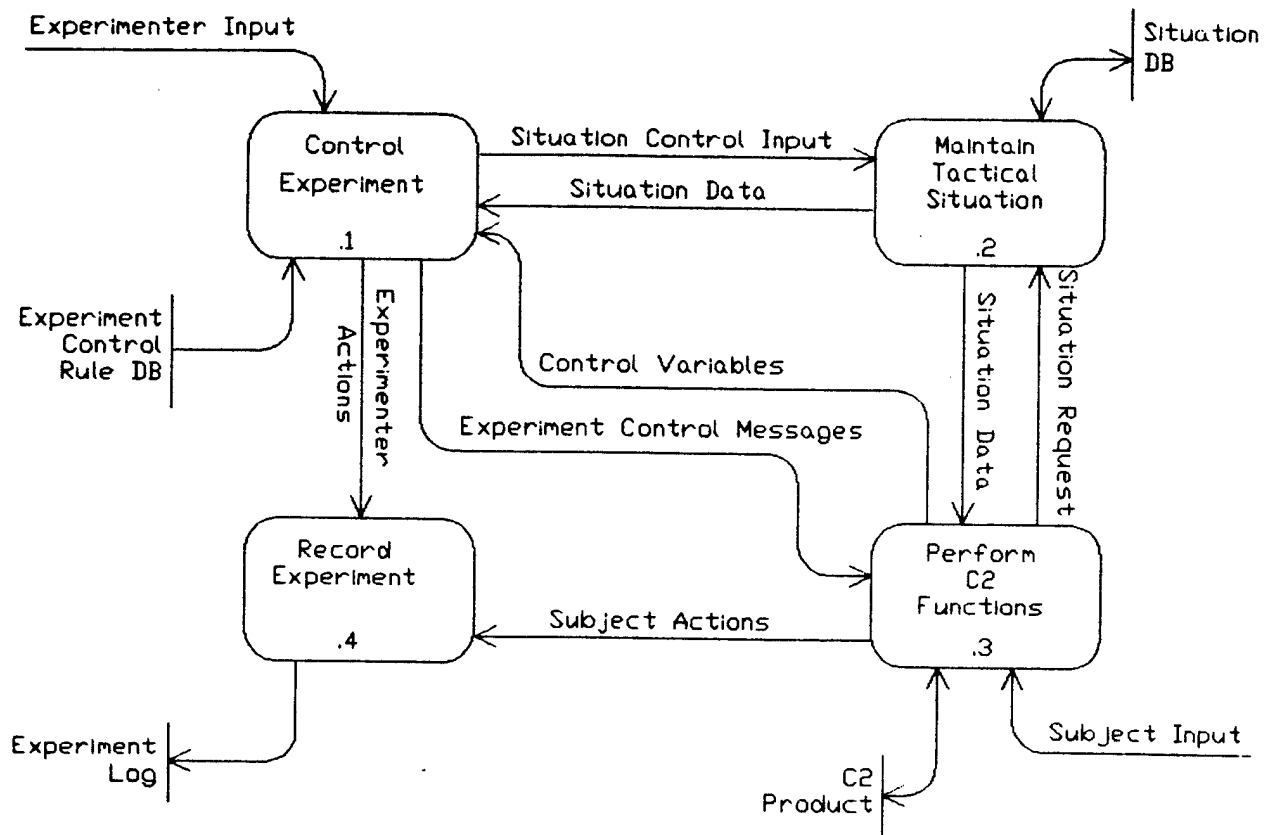 Experimenter Input
Situation
DB
Control
Experiment
.1
Situation Control Input
Situation Data
Maintain
Tactical
Situation
.2
Experiment
Control
Rule DB
Experimenter
Actions
Control Variables
Experiment Control Messages
Situation Data
Situation Request
Record
Experiment
.4
Subject Actions
Perform
C2
Functions
.3
Experiment
Log
C2
Product
Subject Input